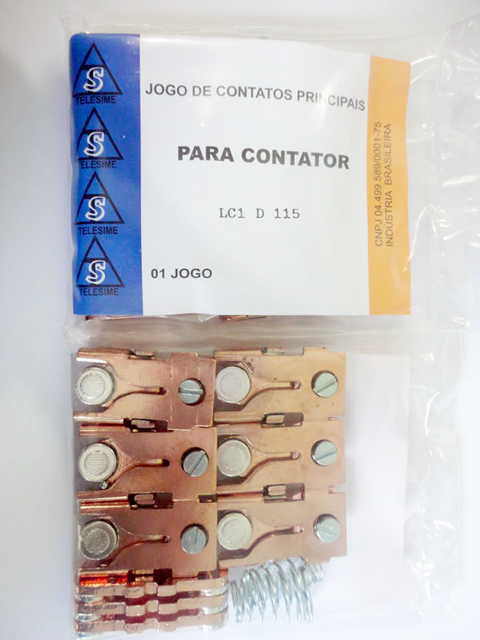 S
TELESIME
S
TELESIME
S
TELESIME
S
TELESIME
JOGO DE CONTATOS PRINCIPAIS
PARA CONTATOR
LC1 D 115
01 JOGO
CNPJ 04.499.589/0001-75
INDÚSTRIA BRASILEIRA